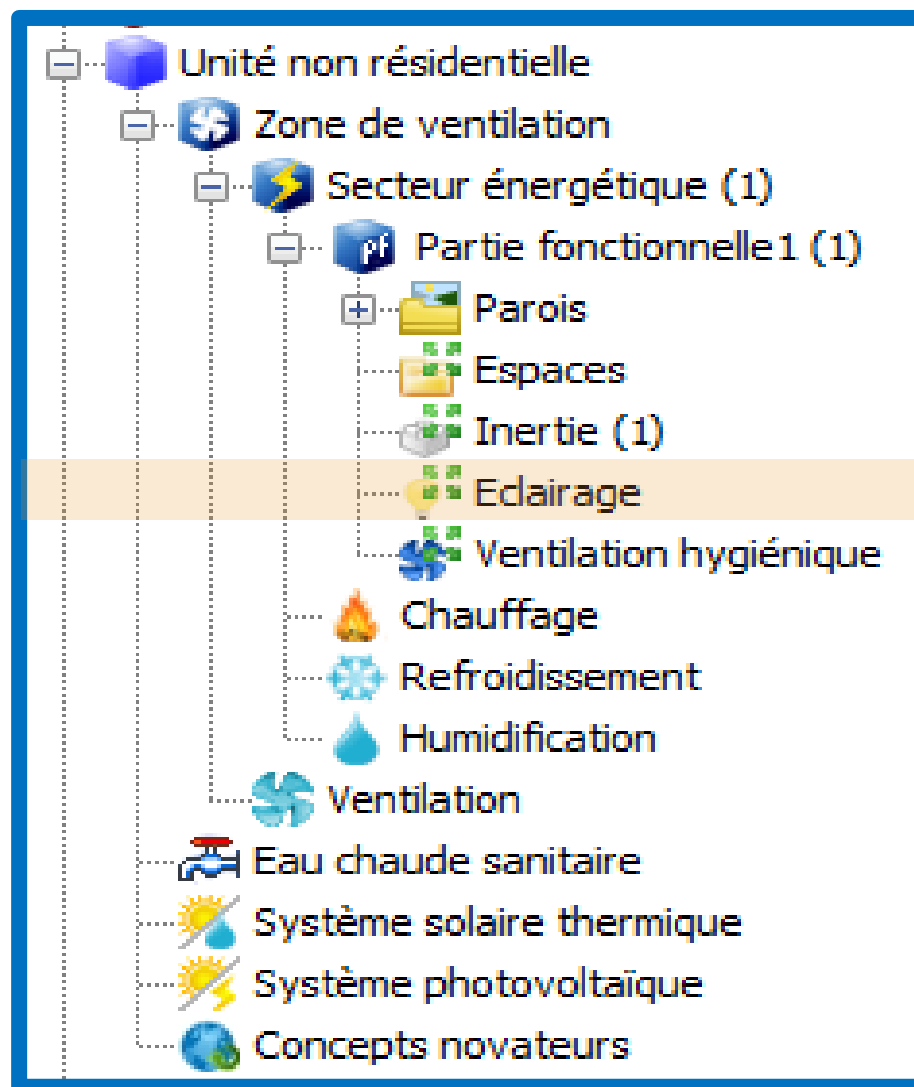 Unité non résidentielle
Zone de ventilation
Secteur énergétique (1)
pf Partie fonctionnelle1 (1)
Parois
Espaces
Inertie (1)
Eclairage
Ventilation hygiénique
Chauffage
Refroidissement
Humidification
Ventilation
Eau chaude sanitaire
Système solaire thermique
Système photovoltaïque
Concepts novateurs